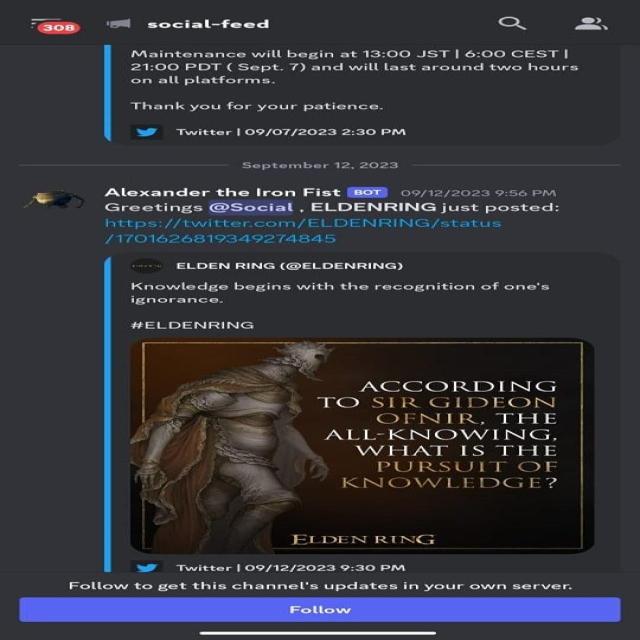 308
social-feed
Maintenance will begin at 13:00 JST | 6:00 CEST |
21:00 PDT ( Sept. 7) and will last around two hours
on all platforms.
Thank you for your patience.
Twitter | 09/07/2023 2:30 PM
September 12, 2023
Alexander the Iron Fist BOT 09/12/2023 9:56 PM
Greetings @Social , ELDENRING just posted:
https://twitter.com/ELDENRING/status
/1701626819349274845
ELDEN RING (@ELDENRING)
Knowledge begins with the recognition of one's
ignorance.
#ELDENRING
ACCORDING
TO SIR GIDEON
OFNIR, THE
ALL-KNOWING,
WHAT IS THE
PURSUIT OF
KNOWLEDGE?
ELDEN RING
Twitter | 09/12/2023 9:30 PM
Follow to get this channel's updates in your own server.
Follow